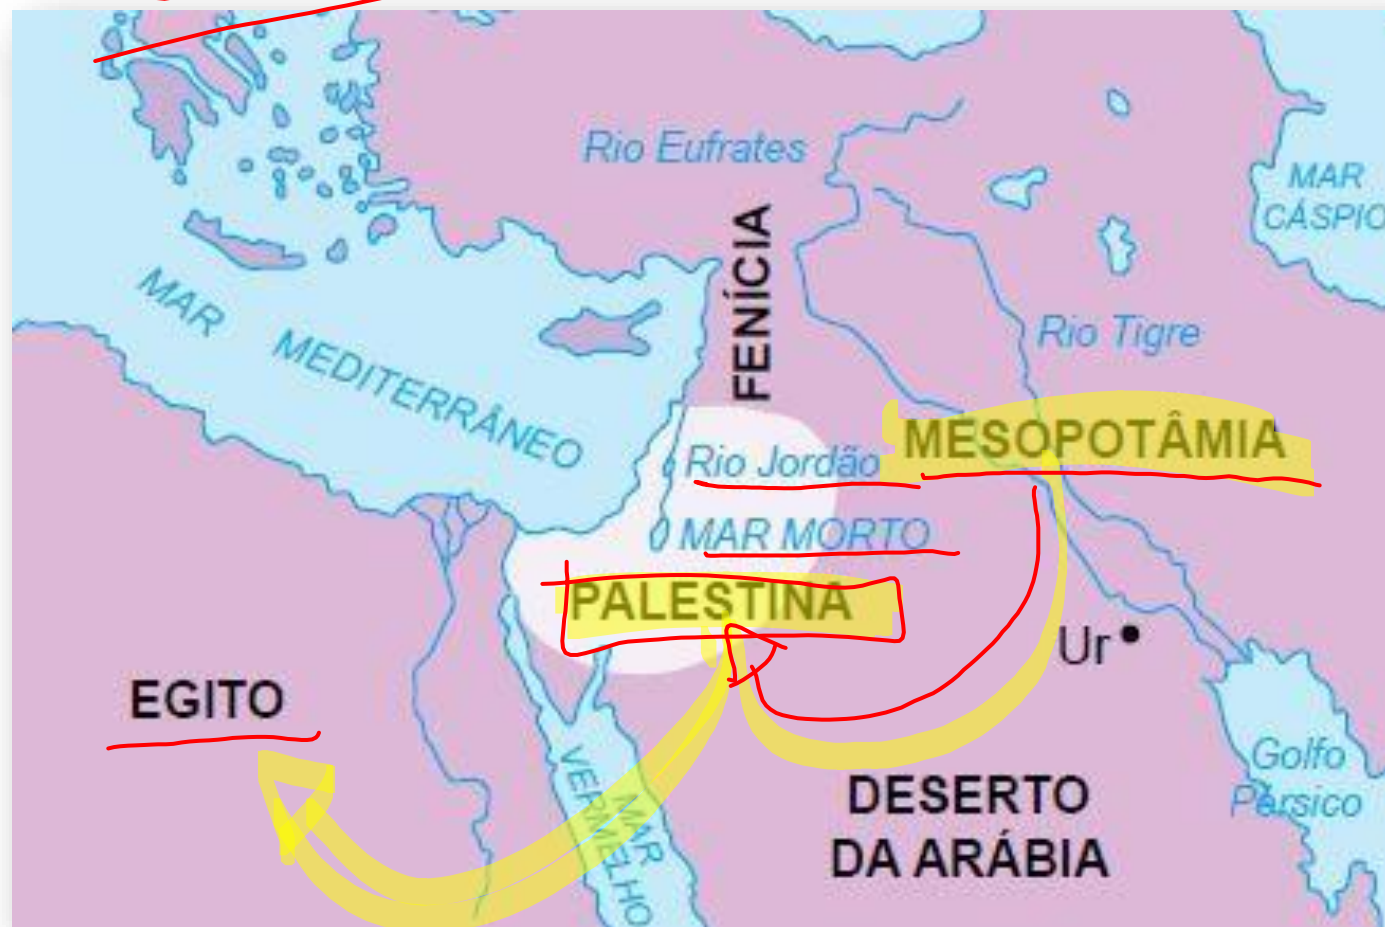 Rio Eufrates
MAR
CÁSPIO
FENÍCIA
MAR MEDITERRÂNEO
Rio Tigre
MESOPOTÂMIA
Rio Jordão
MAR MORTO
PALESTINA
Ur
EGITO
MAR
VERMELHO
Golfo
Pérsico
DESERTO
DA ARÁBIA